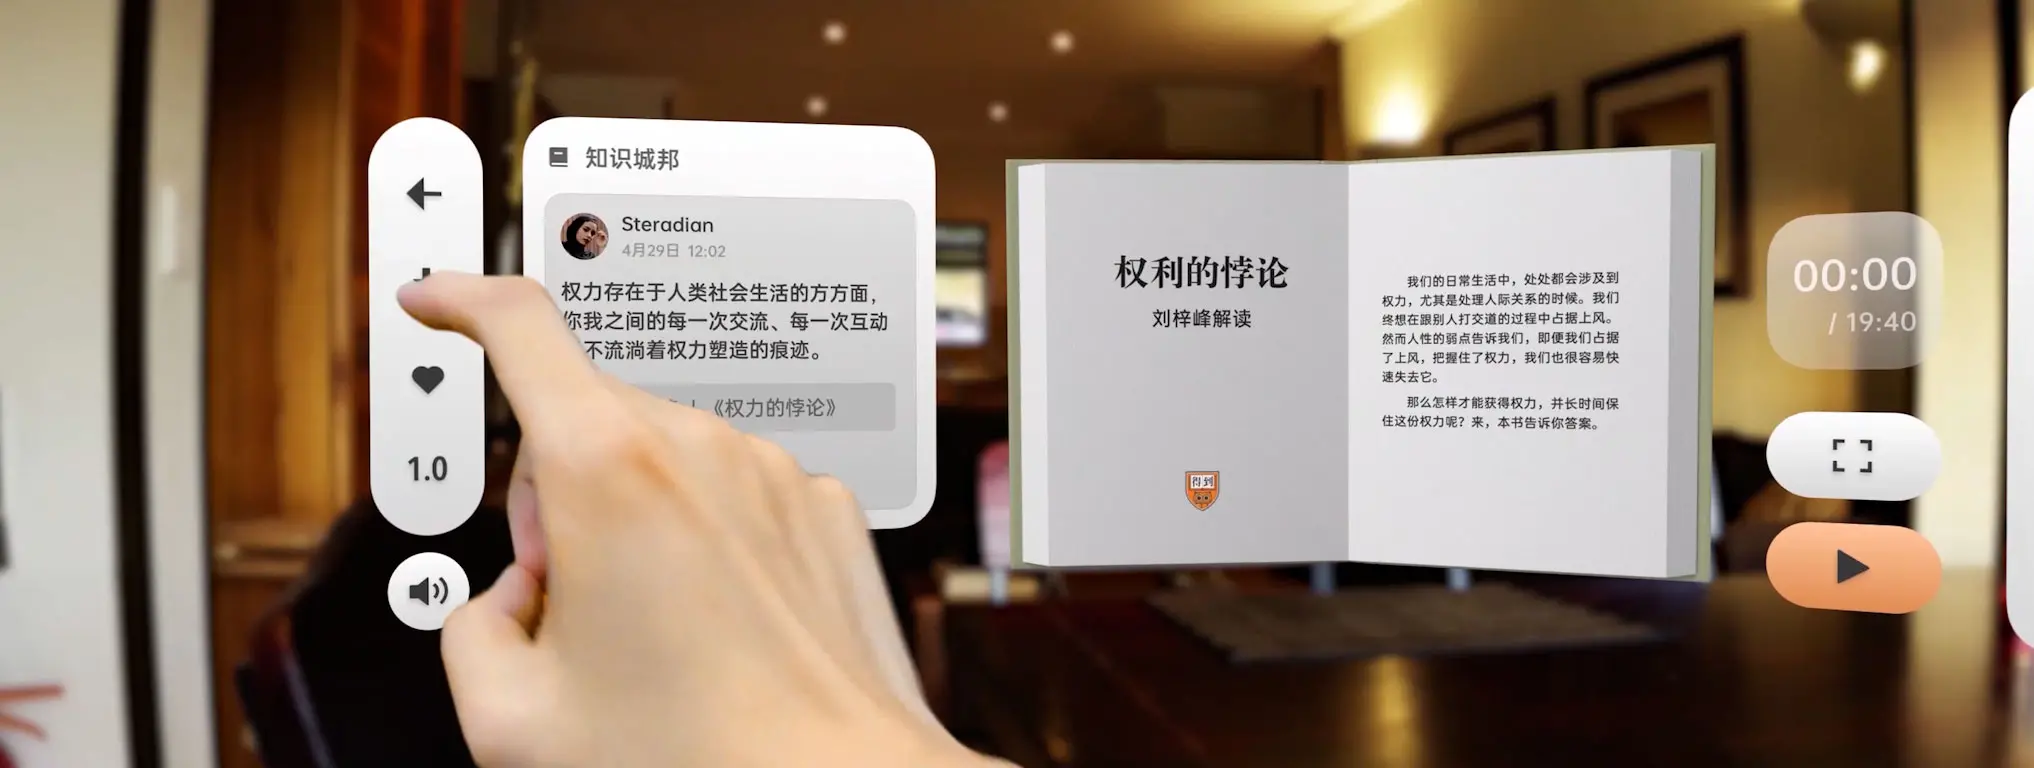 知识城邦
Steradian
4月29日 12:02
权力存在于人类社会生活的方方面，
你我之间的每一次交流、每一次互动
不流淌着权力塑造的痕迹。
《权力的悖论》
1.0
权利的悖论
刘梓峰解读
得到
我们的日常生活中，处处都会涉及到
权力，尤其是处理人际关系的时候。我们
终想在跟别人打交道的过程中占据上风。
然而人性的弱点告诉我们，即便我们占据
了上风，把握住了权力，我们也很容易快
速失去它。
那么怎样才能获得权力，并长时间保
住这份权力呢？来，本书告诉你答案。
00:00
/ 19:40